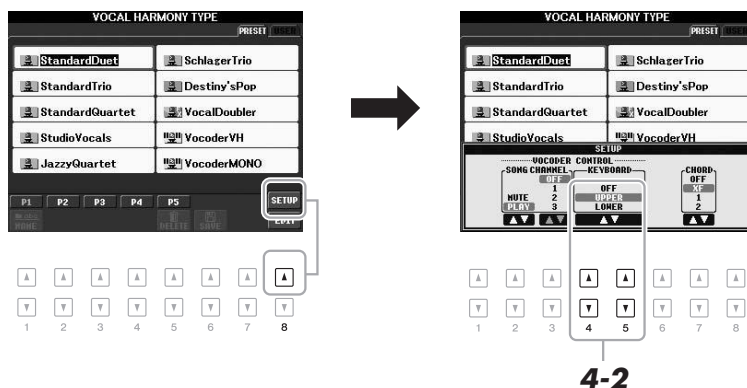 VOCAL HARMONY TYPE
PRESET USER
StandardDuet SchlagerTrio
StandardTrio Destiny'sPop
StandardQuartet VocalDoubler
StudioVocals VocoderVH
JazzyQuartet VocoderMONO
P1 P2 P3 P4 P5 SETUP
NONE DELETE SAVE EDIT
1 2 3 4 5 6 7 8
VOCAL HARMONY TYPE
PRESET USER
StandardDuet SchlagerTrio
StandardTrio Destiny'sPop
StandardQuartet VocalDoubler
StudioVocals VocoderVH
SETUP
VOCODER CONTROL
SONG CHANNEL KEYBOARD CHORD
OFF OFF
1 OFF XF
MUTE 2 UPPER 1
PLAY 3 LOWER 2
1 2 3 4 5 6 7 8
4-2